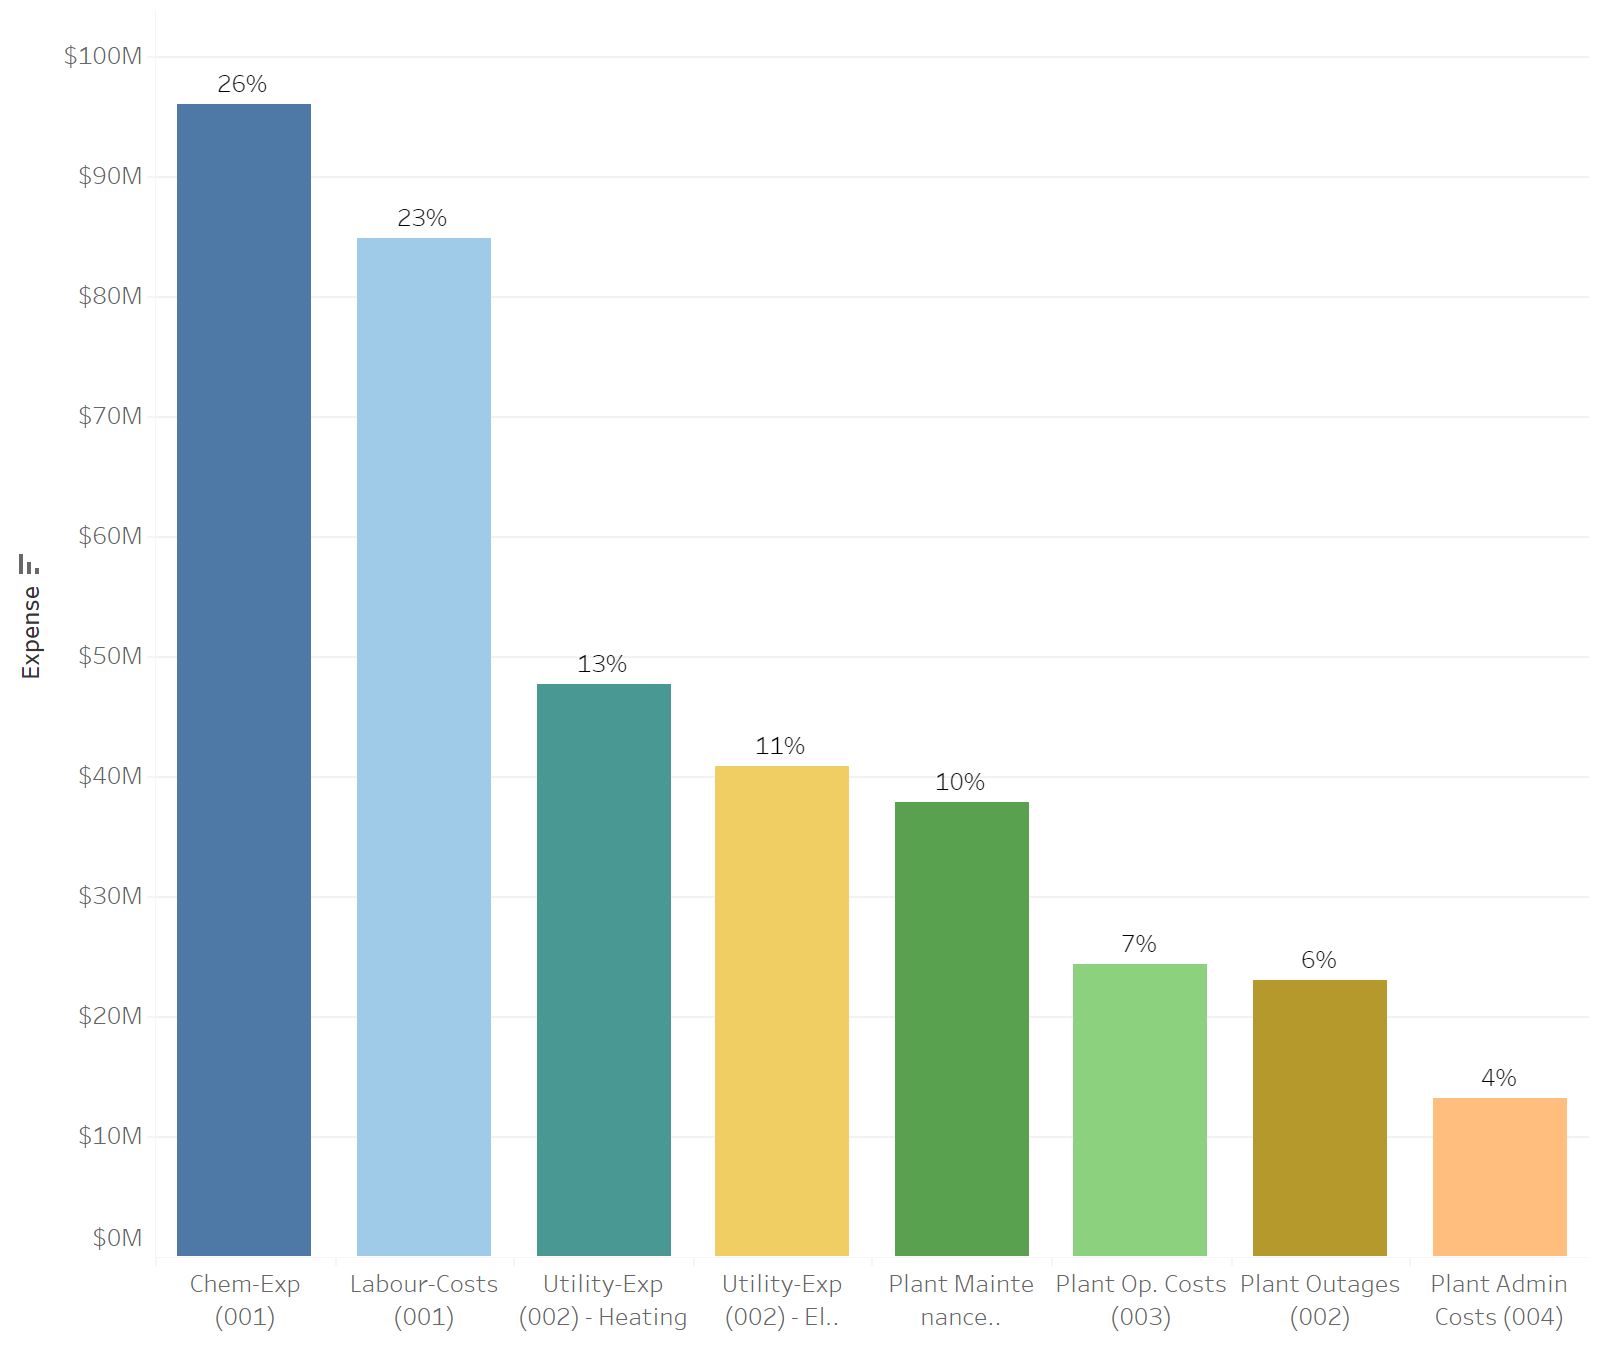 $100M
$90M
$80M
$70M
$60M
$50M
$40M
$30M
$20M
$10M
$0M
Expense
26%
23%
13%
11%
10%
7%
6%
4%
Chem-Exp
(001)
Labour-Costs
(001)
Utility-Exp
(002) - Heating
Utility-Exp
(002) - El..
Plant Mainte
nance..
Plant Op. Costs
(003)
Plant Outages
(002)
Plant Admin
Costs (004)